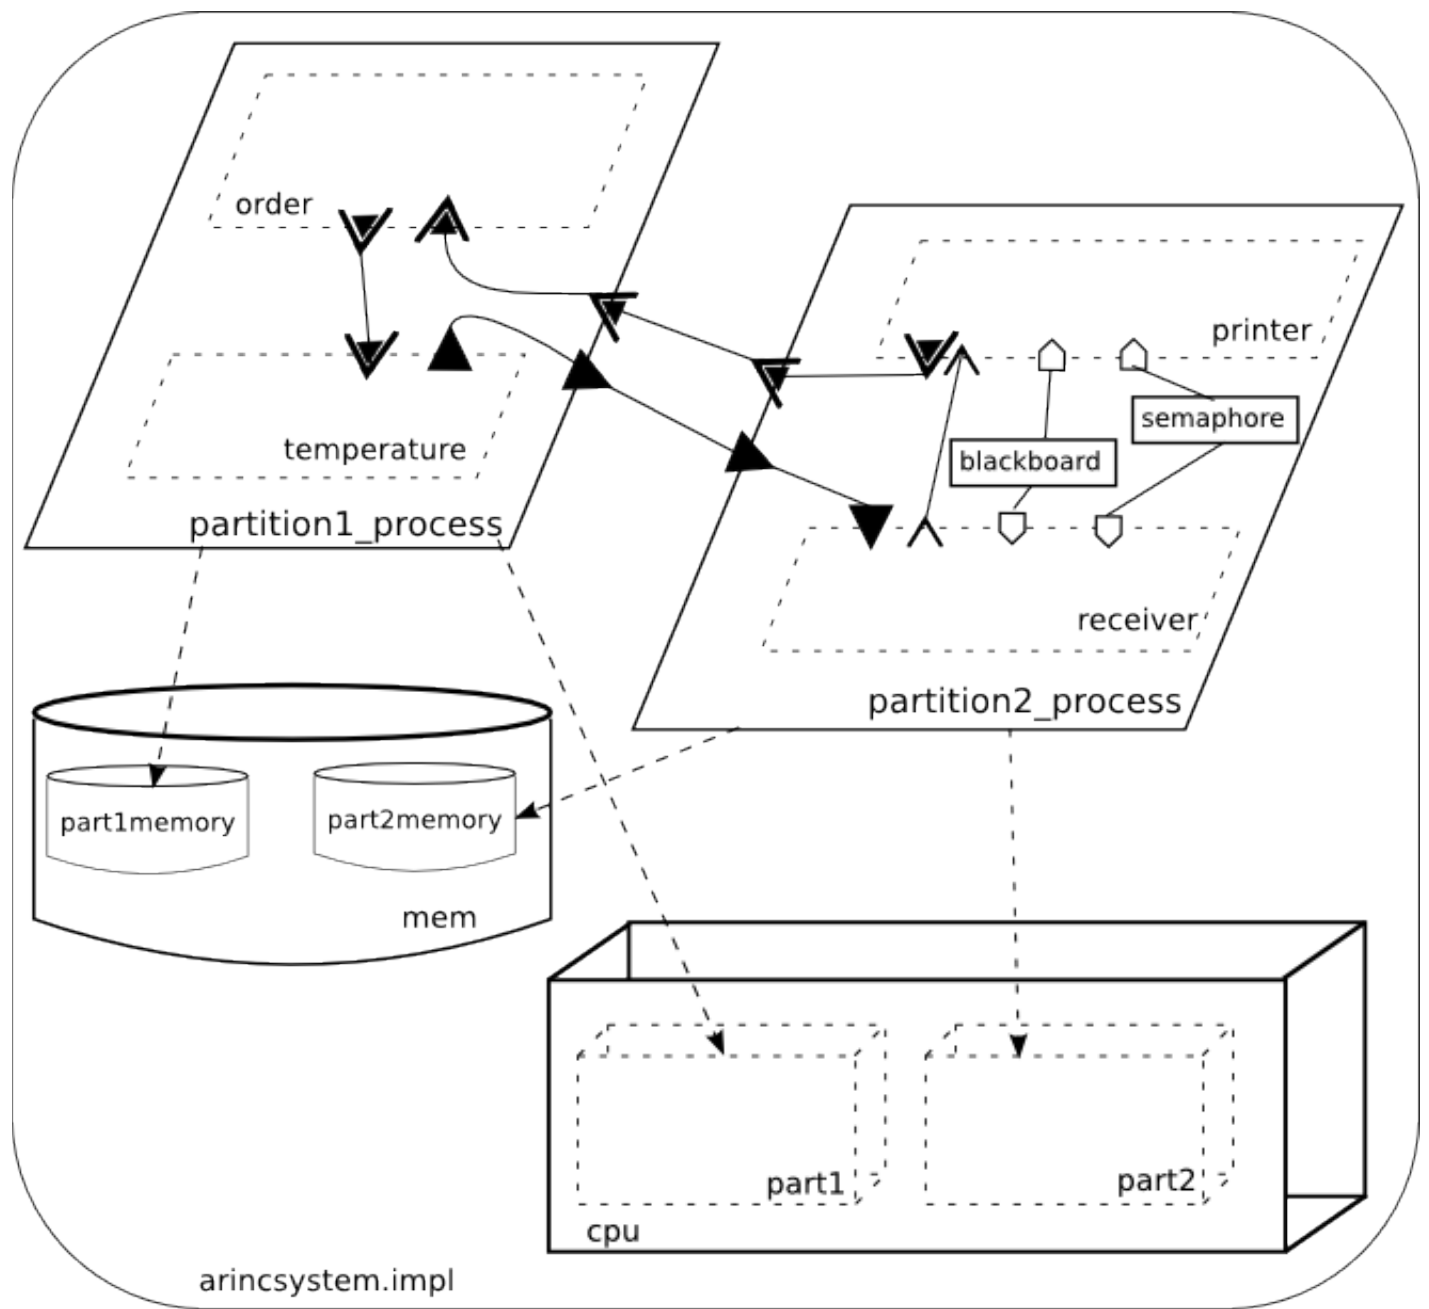 order
printer
semaphore
temperature
blackboard
partition1_process
receiver
partition2_process
part1memory
part2memory
mem
part1
part2
cpu
arincsystem.impl